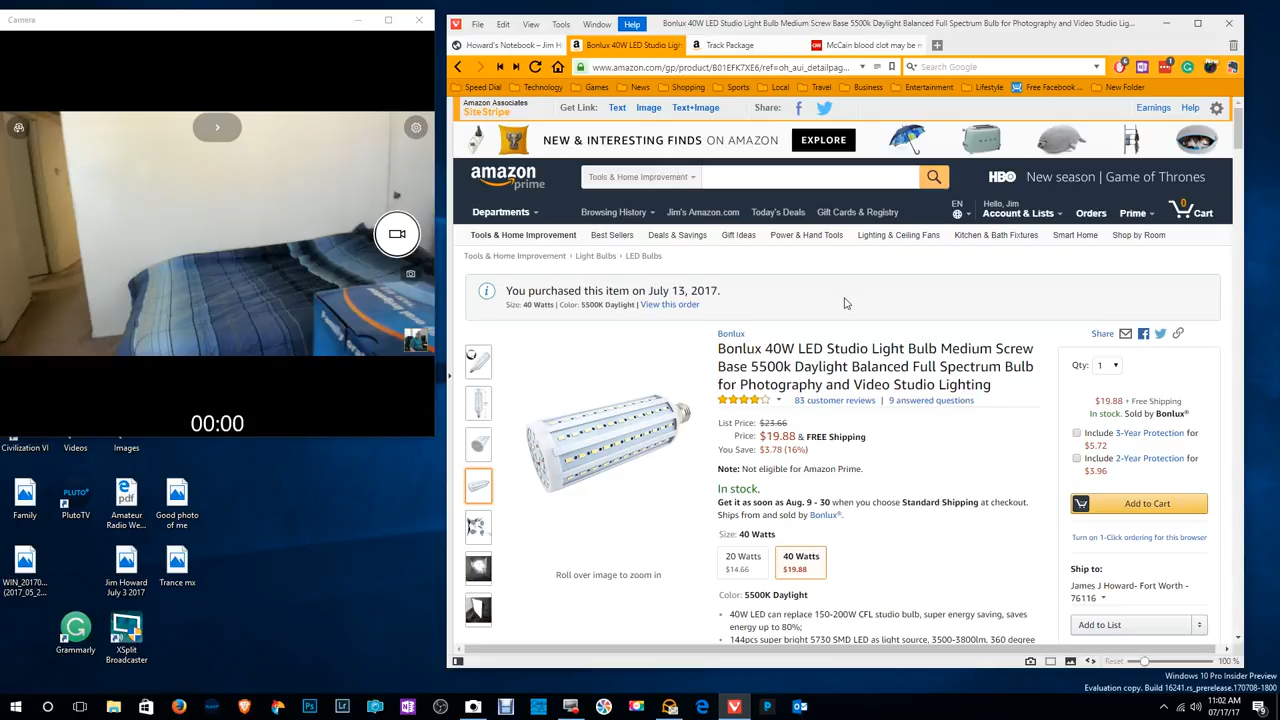 Camera
00:00
Civilization VI
Videos
Images
Family
PLUTO TV
PlutoTV
pdf
Amateur
Radio We...
Good photo
of me
WIN_20170...
(2017_05_2...
Jim Howard
July 3 2017
Trance mx
Grammarly
XSplit
Broadcaster
File Edit View Tools Window Help
Bonlux 40W LED Studio Light Bulb Medium Screw Base 5500k Daylight Balanced Full Spectrum Bulb for Photography and Video Studio Lig...
Howard's Notebook – Jim H
Bonlux 40W LED Studio Ligh
Track Package
McCain blood clot may be m
www.amazon.com/gp/product/B01EFK7XE6/ref=oh_aui_detailpag...
Search Google
Speed Dial Technology Games News Shopping Sports Local Travel Business Entertainment Lifestyle Free Facebook ... New Folder
Amazon Associates
SiteStripe
Get Link: Text Image Text+Image Share: Earnings Help
NEW & INTERESTING FINDS ON AMAZON EXPLORE
amazon
prime
Tools & Home Improvement
HBO New season | Game of Thrones
Departments Browsing History Jim's Amazon.com Today's Deals Gift Cards & Registry
EN
Hello, Jim
Account & Lists Orders Prime 0 Cart
Tools & Home Improvement Best Sellers Deals & Savings Gift Ideas Power & Hand Tools Lighting & Ceiling Fans Kitchen & Bath Fixtures Smart Home Shop by Room
Tools & Home Improvement › Light Bulbs › LED Bulbs
You purchased this item on July 13, 2017.
Size: 40 Watts | Color: 5500K Daylight | View this order
Bonlux
Bonlux 40W LED Studio Light Bulb Medium Screw
Base 5500k Daylight Balanced Full Spectrum Bulb
for Photography and Video Studio Lighting
83 customer reviews | 9 answered questions
List Price: $23.66
Price: $19.88 & FREE Shipping
You Save: $3.78 (16%)
Note: Not eligible for Amazon Prime.
In stock.
Get it as soon as Aug. 9 - 30 when you choose Standard Shipping at checkout.
Ships from and sold by Bonlux®.
Size: 40 Watts
20 Watts
$14.66
40 Watts
$19.88
Color: 5500K Daylight
40W LED can replace 150-200W CFL studio bulb, super energy saving, saves
energy up to 80%;
144pcs super bright 5730 SMD LED as light source, 3500-3800lm, 360 degree
Roll over image to zoom in
Share
Qty: 1
$19.88 + Free Shipping
In stock. Sold by Bonlux®
Include 3-Year Protection for
$5.72
Include 2-Year Protection for
$3.96
Add to Cart
Turn on 1-Click ordering for this browser
Ship to:
James J Howard- Fort Worth -
76116
Add to List
Reset 100 %
Windows 10 Pro Insider Preview
Evaluation copy. Build 16241.rs_prerelease.170708-1800
11:02 AM
07/17/17